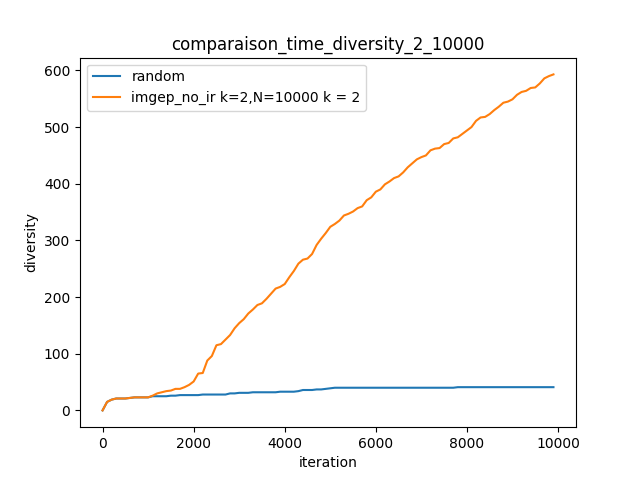 comparaison_time_diversity_2_10000
random
imgep_no_ir k=2,N=10000 k = 2
diversity
600
500
400
300
200
100
0
0 2000 4000 6000 8000 10000
iteration